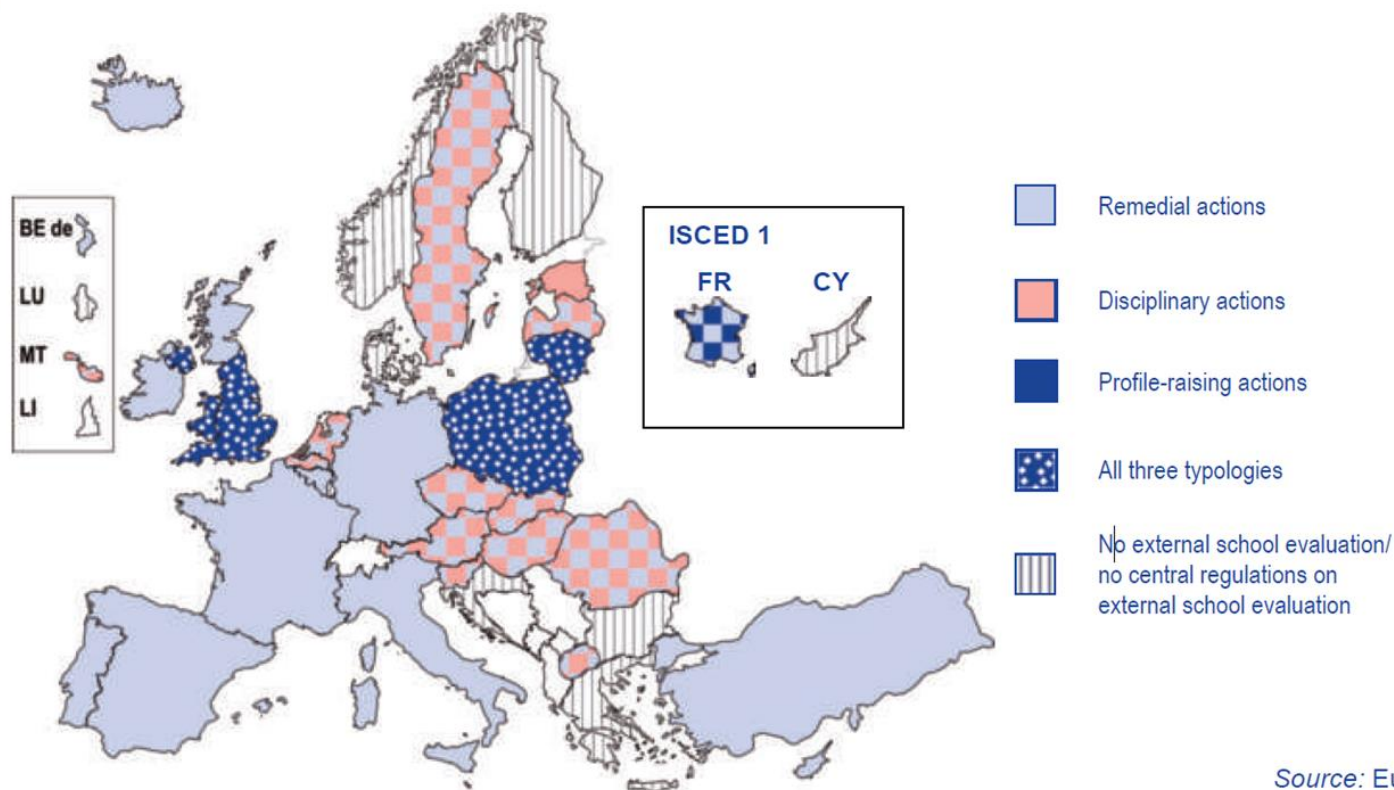 BE de
LU
MT
LI
ISCED 1
FR CY
Remedial actions
Disciplinary actions
Profile-raising actions
All three typologies
No external school evaluation/
no central regulations on
external school evaluation
Source: Eu